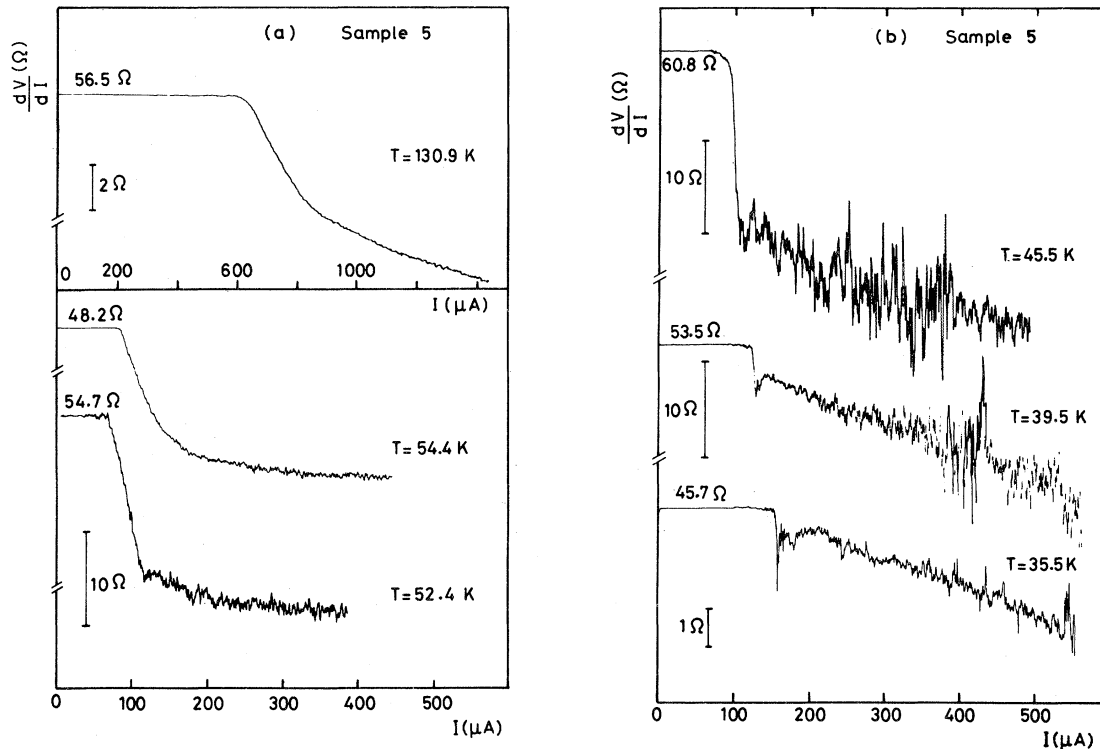 (a) Sample 5
dV (Ω)
dI
56.5 Ω
T=130.9 K
2 Ω
0 200 600 1000
I (μA)
48.2 Ω
54.7 Ω
T= 54.4 K
10 Ω
T= 52.4 K
0 100 200 300 400 500
I(μA)
(b) Sample 5
dV (Ω)
dI
60.8 Ω
10 Ω
T=45.5 K
53.5 Ω
10 Ω
T=39.5 K
45.7 Ω
T=35.5 K
1 Ω
0 100 200 300 400 500
I (μA)